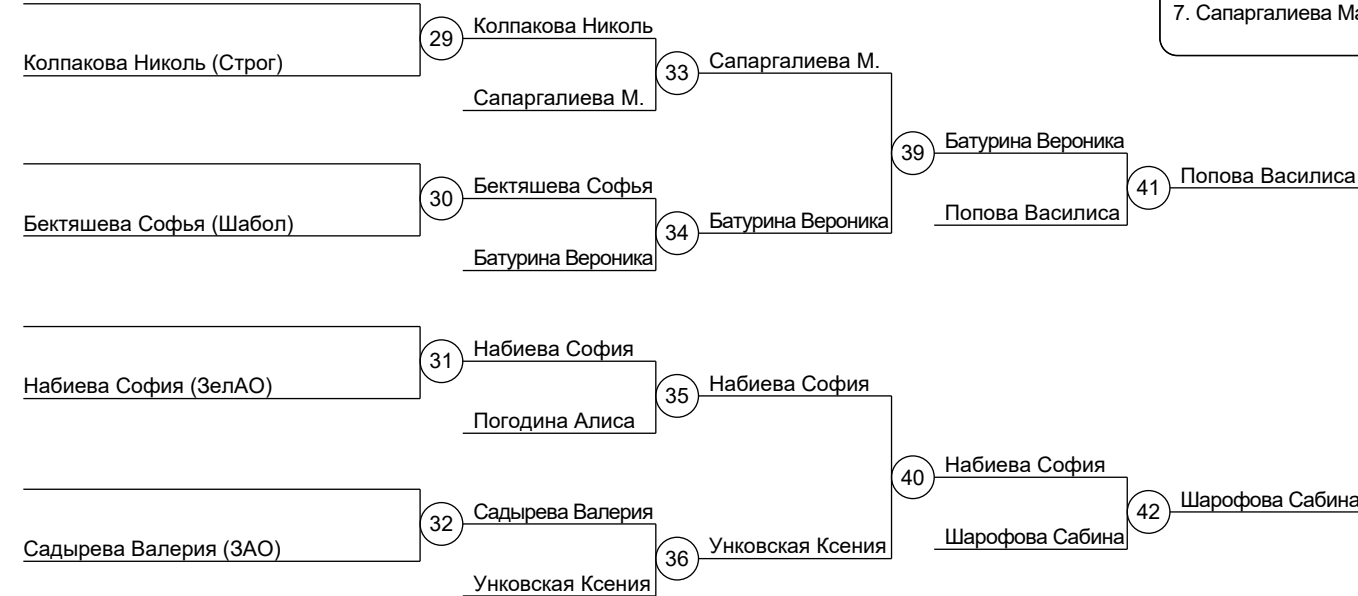 7. Сапаргалиева Ма
Колпакова Николь
29
Колпакова Николь (Строг)
Сапаргалиева М.
33
Сапаргалиева М.
Батурина Вероника
39
Попова Василиса
41
Бектяшева Софья
30
Бектяшева Софья (Шабол)
Батурина Вероника
34
Попова Василиса
Батурина Вероника
Набиева София
31
Набиева София (ЗелАО)
Набиева София
35
Погодина Алиса
Набиева София
40
Садырева Валерия
32
Шарофова Сабина
42
Садырева Валерия (ЗАО)
Унковская Ксения
36
Шарофова Сабина
Унковская Ксения